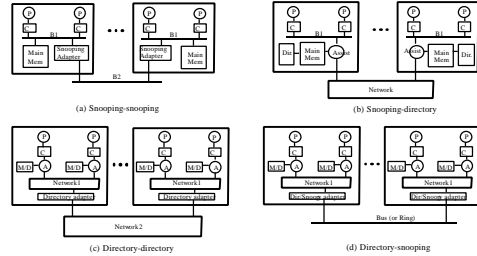 P P P P
C C C C
B1 B1
Main Mem Snooping Adapter Snooping Adapter Main Mem
B2
(a) Snooping-snooping
P P P P
C C C C
B1 B1
Dir. Main Mem Assist Assist Main Mem Dir.
Network
(b) Snooping-directory
P P P P
C C C C
M/D A M/D A M/D A M/D A
Network1 Network1
Directory adapter Directory adapter
Network2
(c) Directory-directory
P P P P
C C C C
M/D A M/D A M/D A M/D A
Network1 Network1
Dir/Snoopy adapter Dir/Snoopy adapter
Bus (or Ring)
(d) Directory-snooping